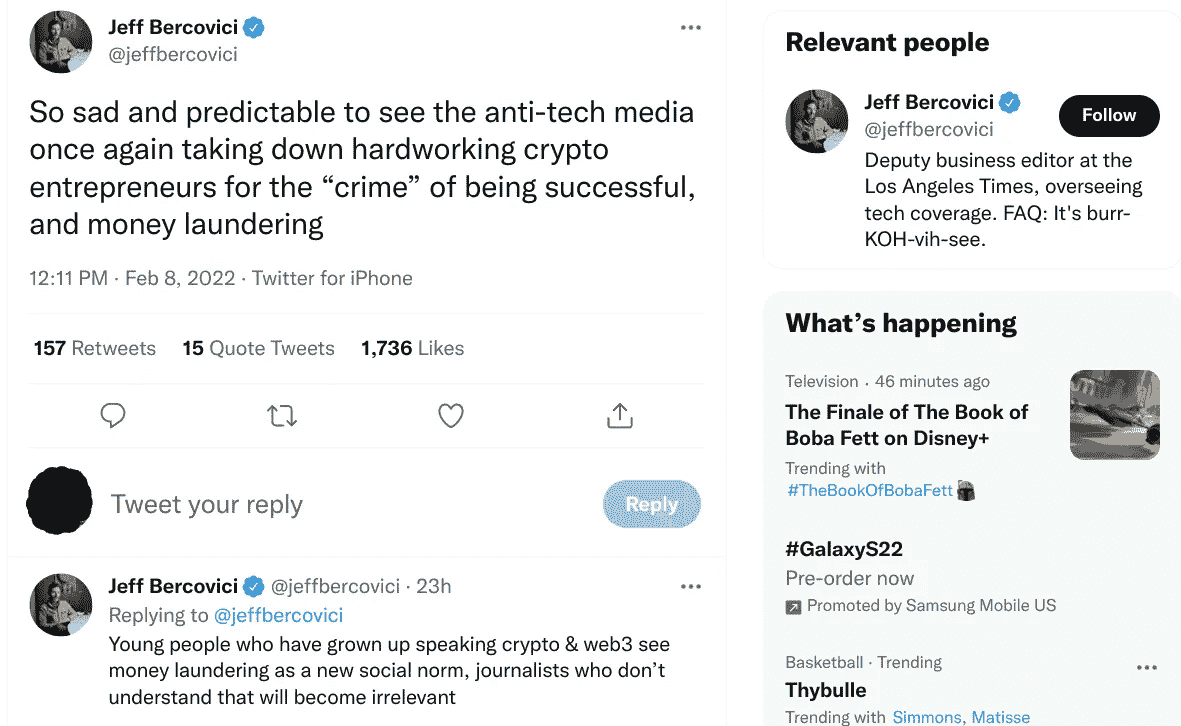 Jeff Bercovici
@jeffbercovici
So sad and predictable to see the anti-tech media
once again taking down hardworking crypto
entrepreneurs for the “crime” of being successful,
and money laundering
12:11 PM · Feb 8, 2022 · Twitter for iPhone
157 Retweets 15 Quote Tweets 1,736 Likes
Tweet your reply
Reply
Jeff Bercovici @jeffbercovici · 23h
Replying to @jeffbercovici
Young people who have grown up speaking crypto & web3 see
money laundering as a new social norm, journalists who don’t
understand that will become irrelevant
Relevant people
Jeff Bercovici
@jeffbercovici
Follow
Deputy business editor at the
Los Angeles Times, overseeing
tech coverage. FAQ: It's burr-
KOH-vih-see.
What’s happening
Television · 46 minutes ago
The Finale of The Book of
Boba Fett on Disney+
Trending with
#TheBookOfBobaFett
#GalaxyS22
Pre-order now
Promoted by Samsung Mobile US
Basketball · Trending
Thybulle
Trending with Simmons, Matisse